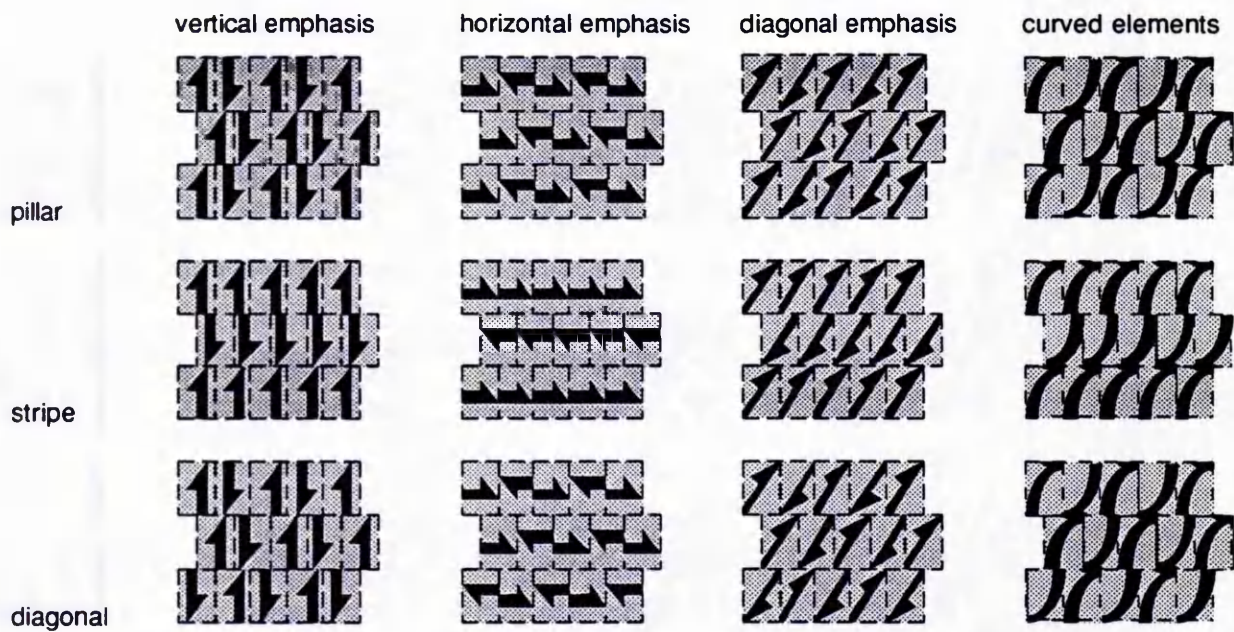 vertical emphasis horizontal emphasis diagonal emphasis curved elements
pillar
stripe
diagonal